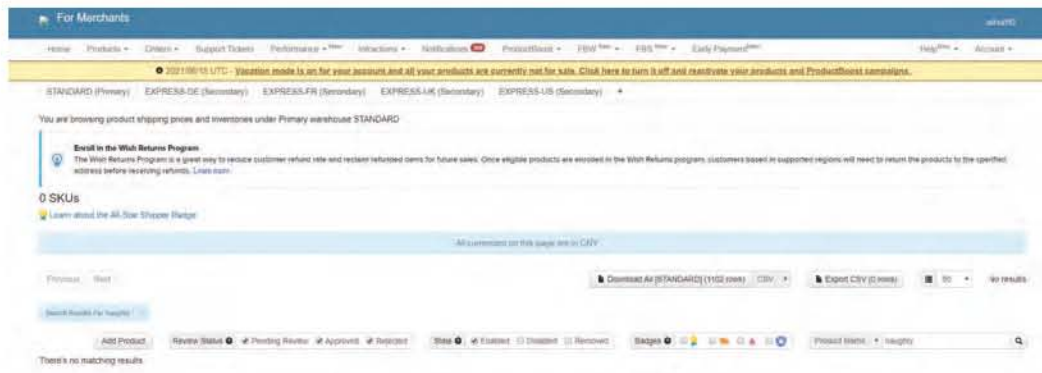 For Merchants
Home Products Orders Support Tickets Performance New Infractions Notifications ProductBoost FBW FBS Early Payment Help Account
2021/06/15 UTC - Vacation mode is on for your account and all your products are currently not for sale. Click here to turn it off and reactivate your products and ProductBoost campaigns.
STANDARD (Primary) EXPRESS-DE (Secondary) EXPRESS-FR (Secondary) EXPRESS-UK (Secondary) EXPRESS-US (Secondary) +
You are browsing product shipping prices and inventories under Primary warehouse STANDARD
Enroll in the Wish Returns Program
The Wish Returns Program is a great way to reduce customer refund rate and reclaim refunded items for future sales. Once eligible products are enrolled in the Wish Returns program, customers based in supported regions will need to return the products to the specified
address before receiving refunds. Learn more
0 SKUs
Learn about the All-Star Shopper Badge
All currencies on this page are in CNY
Previous Next Download All [STANDARD] (1102 rows) CSV Export CSV (0 rows) 50 no results
Search Results For naughty
Add Product Review Status Pending Review Approved Rejected State Enabled Disabled Removed Badges Product Name naughty
There's no matching results